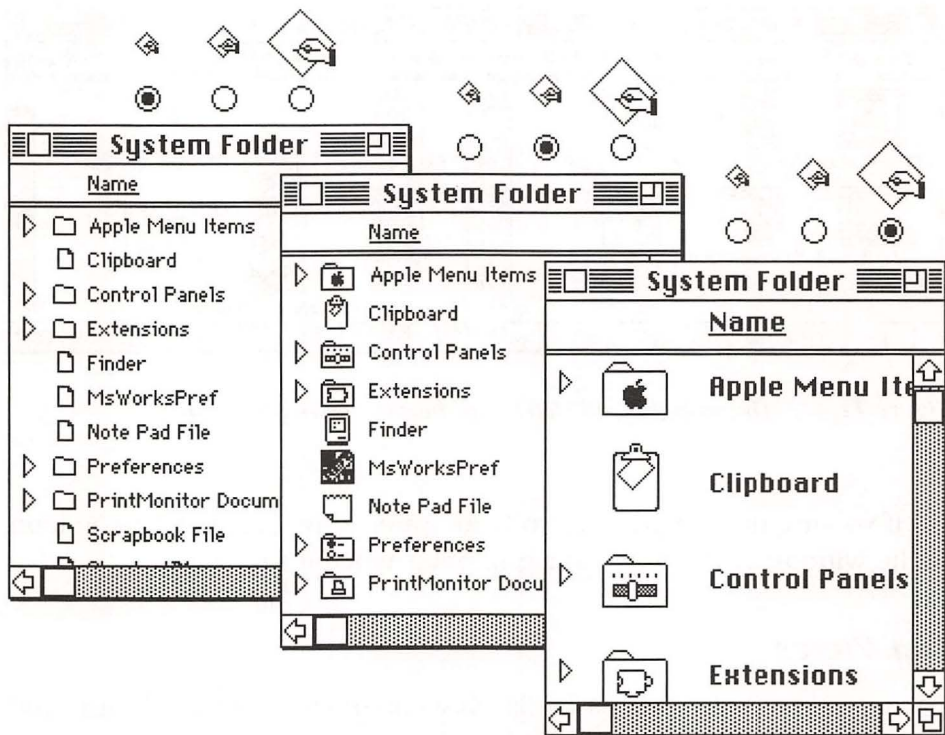 System Folder
Name
Apple Menu Items
Clipboard
Control Panels
Extensions
Finder
MsWorksPref
Note Pad File
Preferences
PrintMonitor Docum
Scrapbook File
System Folder
Name
Apple Menu Items
Clipboard
Control Panels
Extensions
Finder
MsWorksPref
Note Pad File
Preferences
PrintMonitor Docu
System Folder
Name
Apple Menu Ite
Clipboard
Control Panels
Extensions